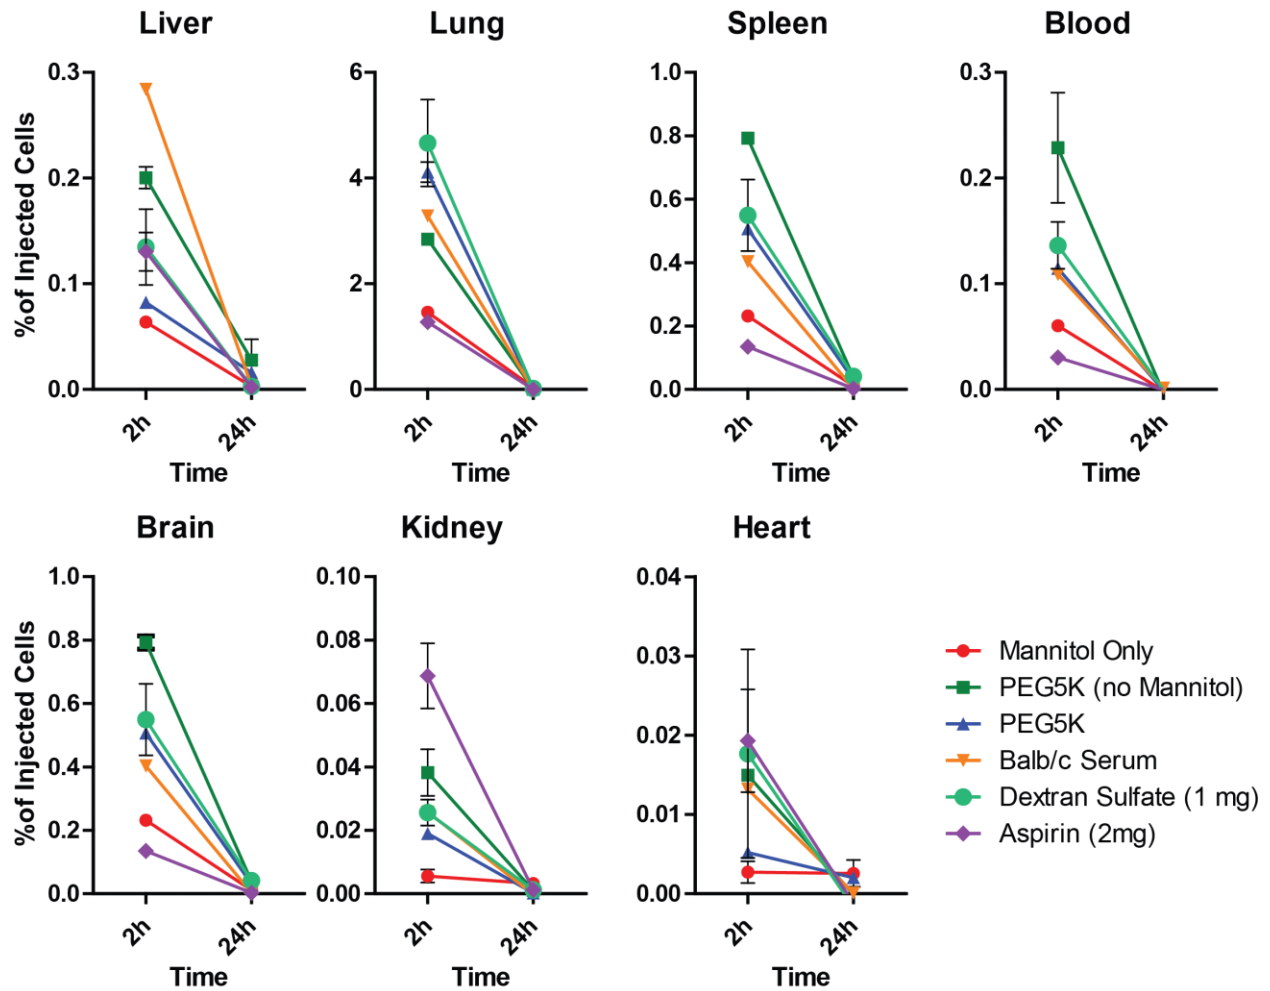 Liver
Lung
Spleen
Blood
%of Injected Cells
0.3
0.2
0.1
0.0
2h
24h
Time
6
4
2
0
2h
24h
Time
1.0
0.8
0.6
0.4
0.2
0.0
2h
24h
Time
0.3
0.2
0.1
0.0
2h
24h
Time
Brain
Kidney
Heart
%of Injected Cells
1.0
0.8
0.6
0.4
0.2
0.0
2h
24h
Time
0.10
0.08
0.06
0.04
0.02
0.00
2h
24h
Time
0.04
0.03
0.02
0.01
0.00
2h
24h
Time
Mannitol Only
PEG5K (no Mannitol)
PEG5K
Balb/c Serum
Dextran Sulfate (1 mg)
Aspirin (2mg)